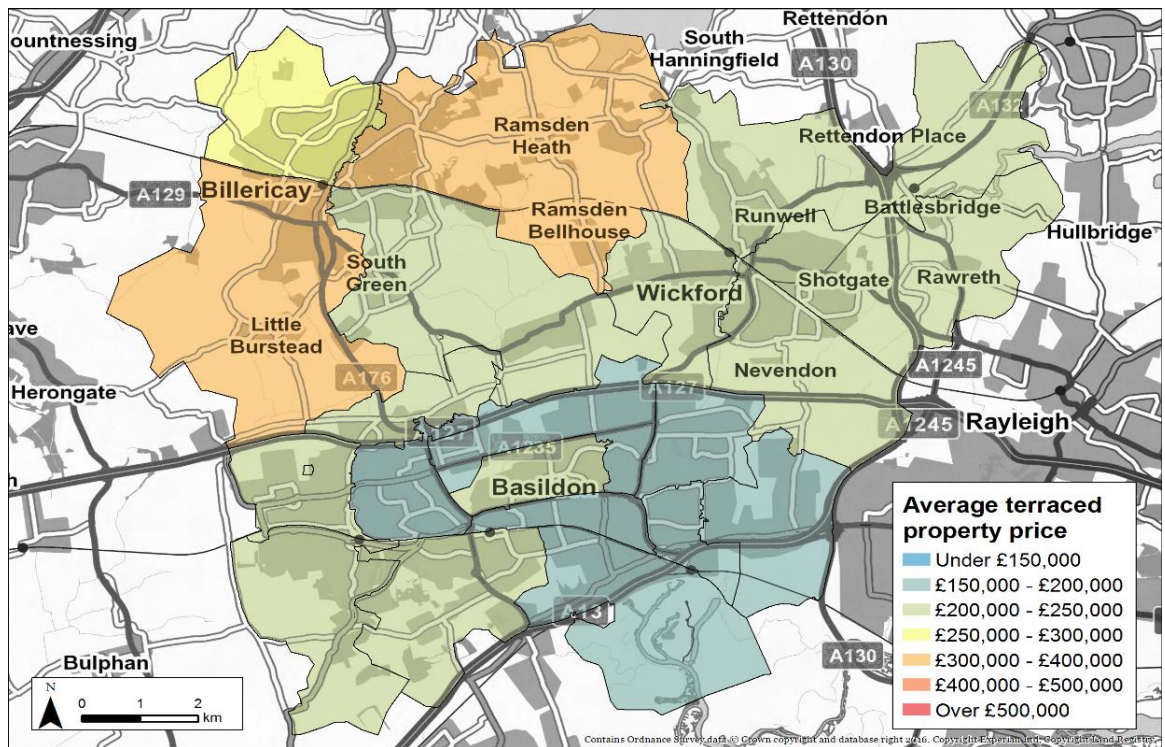 ountnessing
Rettendon
South
Hanningfield
A130
A132
Ramsden
Heath
Rettendon Place
Billericay
A129
Ramsden
Bellhouse
Runwell
Battlesbridge
Hullbridge
South
Green
Wickford
Shotgate
Rawreth
ave
Little
Burstead
Herongate
A176
Nevendon
A1245
A127
A1245
Rayleigh
A1235
Basildon
n
A13
Bulphan
A130
N
0 1 2
km
Average terraced
property price
Under £150,000
£150,000 - £200,000
£200,000 - £250,000
£250,000 - £300,000
£300,000 - £400,000
£400,000 - £500,000
Over £500,000
Contains Ordnance Survey data © Crown copyright and database right 2016. Copyright Experian Ltd, Copyright Land Registry